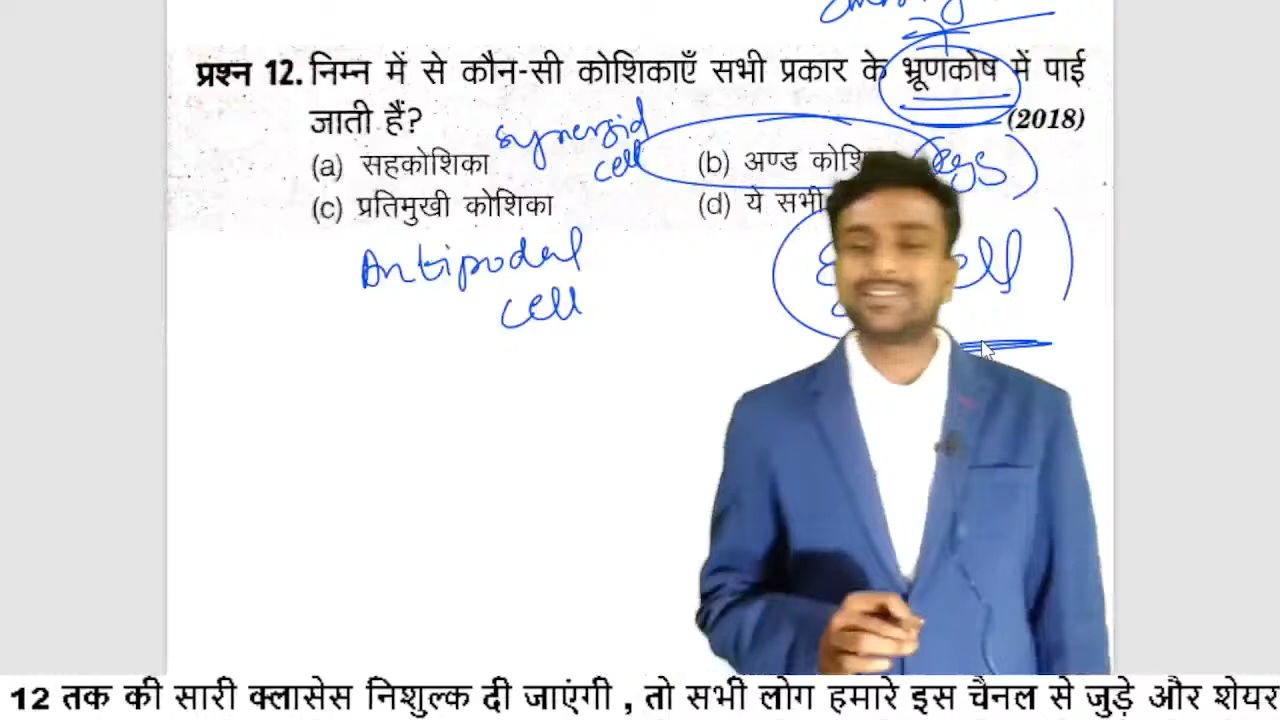 प्रश्न 12. निम्न में से कौन-सी कोशिकाएँ सभी प्रकार के भ्रूणकोष में पाई
जाती हैं?
(2018)
synergid
cell
(a) सहकोशिका
(b) अण्ड
(c) प्रतिमुखी कोशिका
(d) ये सभी
Antipodal
cell
12 तक की सारी क्लासेस निशुल्क दी जाएंगी , तो सभी लोग हमारे इस चैनल से जुड़े और शेयर